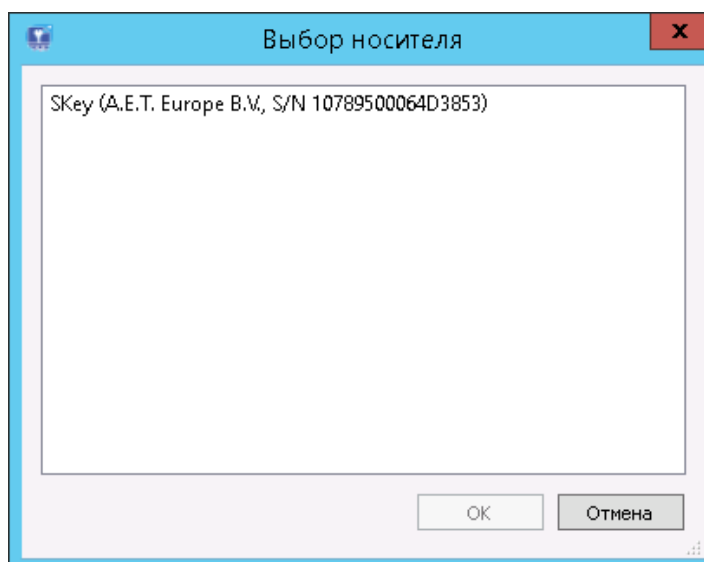 Выбор носителя
SKey (A.E.T. Europe B.V., S/N 10789500064D3853)
OK
Отмена